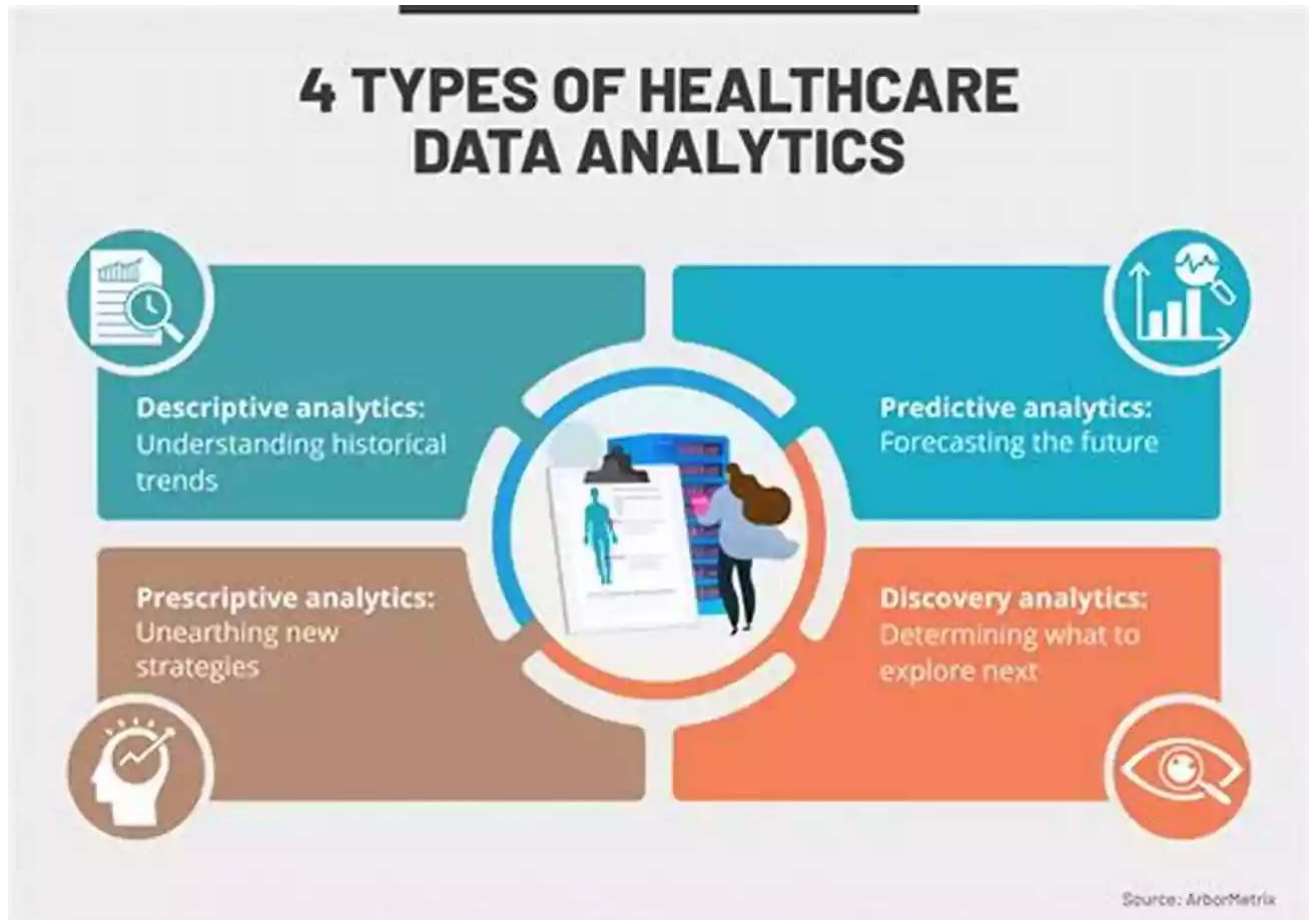 4 TYPES OF HEALTHCARE
DATA ANALYTICS
Descriptive analytics:
Understanding historical
trends
Predictive analytics:
Forecasting the future
Prescriptive analytics:
Unearthing new
strategies
Discovery analytics:
Determining what to
explore next
Source: ArborMetrix